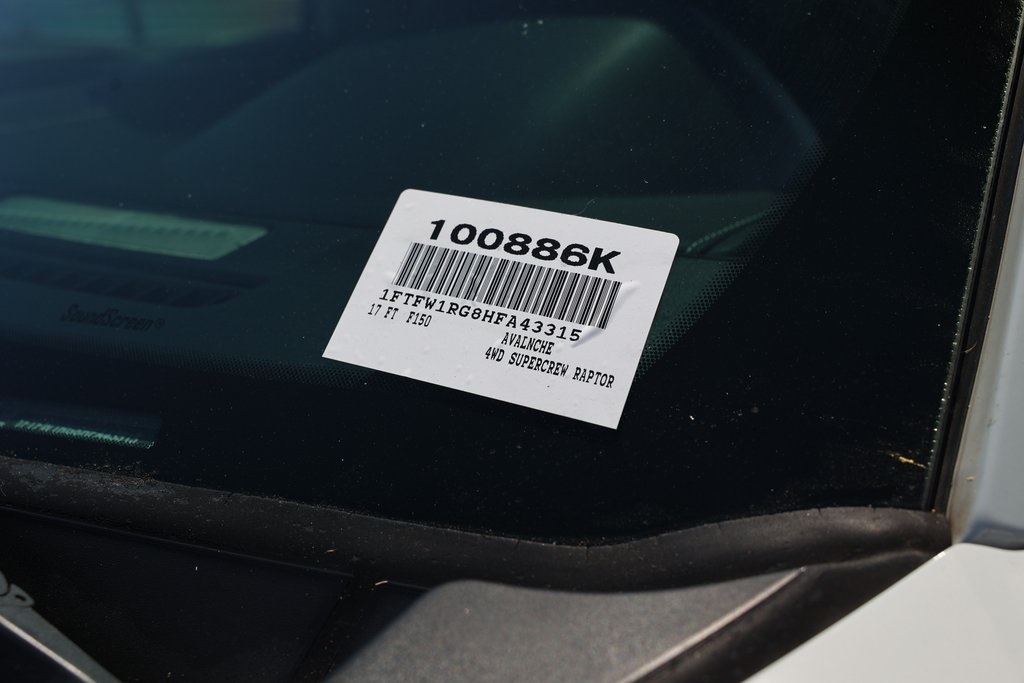 100886K
1FTFW1RG8HFA43315
17 FT F150
AVALNCHE
4WD SUPERCREW RAPTOR
SoundScreen®